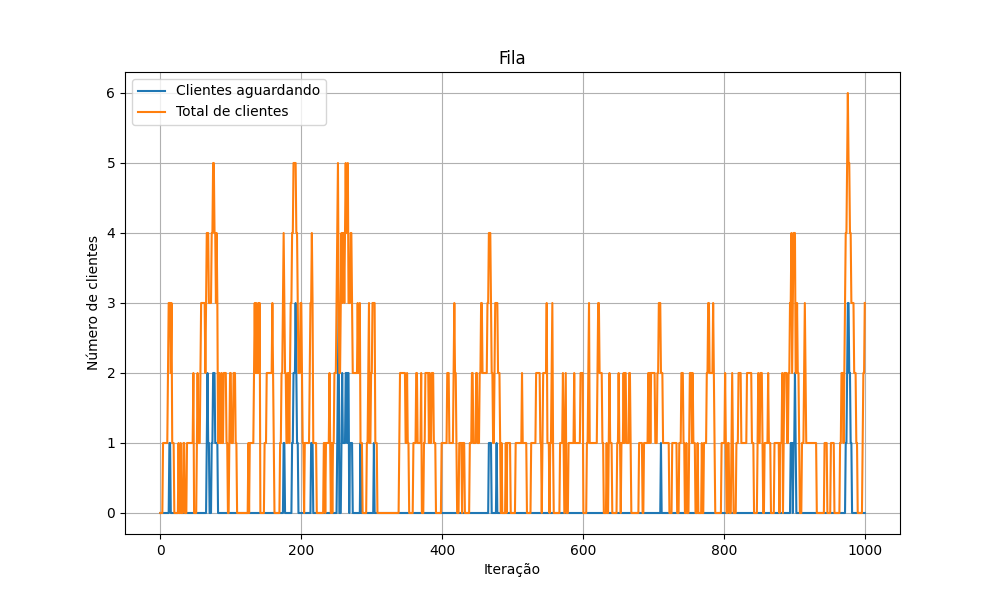 Fila
Clientes aguardando
Total de clientes
Número de clientes
6
5
4
3
2
1
0
0 200 400 600 800 1000
Iteração